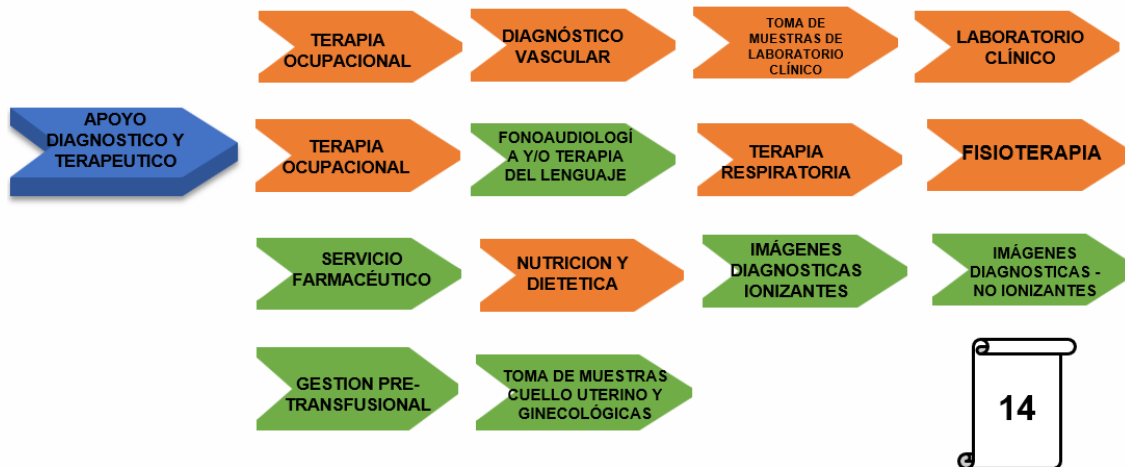 APOYO
DIAGNOSTICO Y
TERAPEUTICO
TERAPIA
OCUPACIONAL
DIAGNÓSTICO
VASCULAR
TOMA DE
MUESTRAS DE
LABORATORIO
CLÍNICO
LABORATORIO
CLÍNICO
TERAPIA
OCUPACIONAL
FONOAUDIOLOGÍ
A Y/O TERAPIA
DEL LENGUAJE
TERAPIA
RESPIRATORIA
FISIOTERAPIA
SERVICIO
FARMACÉUTICO
NUTRICION Y
DIETETICA
IMÁGENES
DIAGNOSTICAS
IONIZANTES
IMÁGENES
DIAGNOSTICAS -
NO IONIZANTES
GESTION PRE-
TRANSFUSIONAL
TOMA DE MUESTRAS
CUELLO UTERINO Y
GINECOLÓGICAS
14